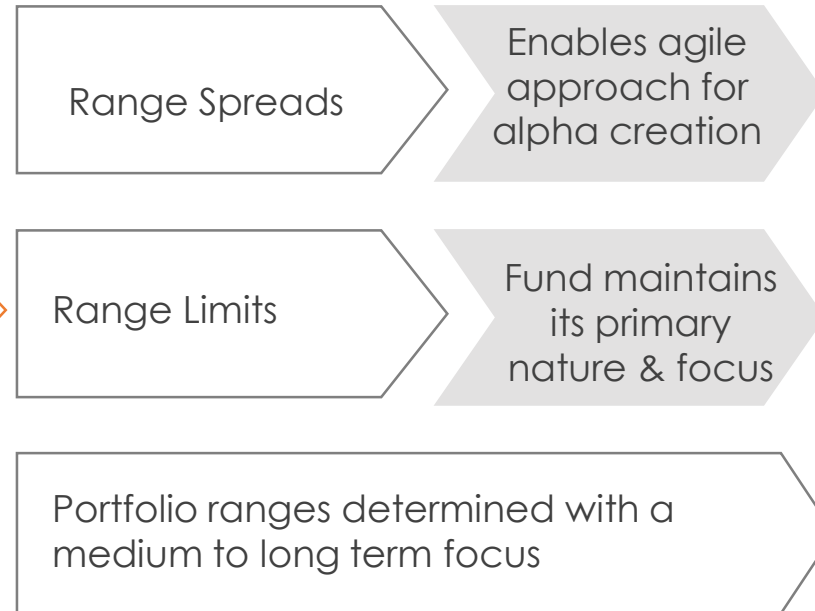 Range Spreads
Enables agile
approach for
alpha creation
Range Limits
Fund maintains
its primary
nature & focus
Portfolio ranges determined with a
medium to long term focus